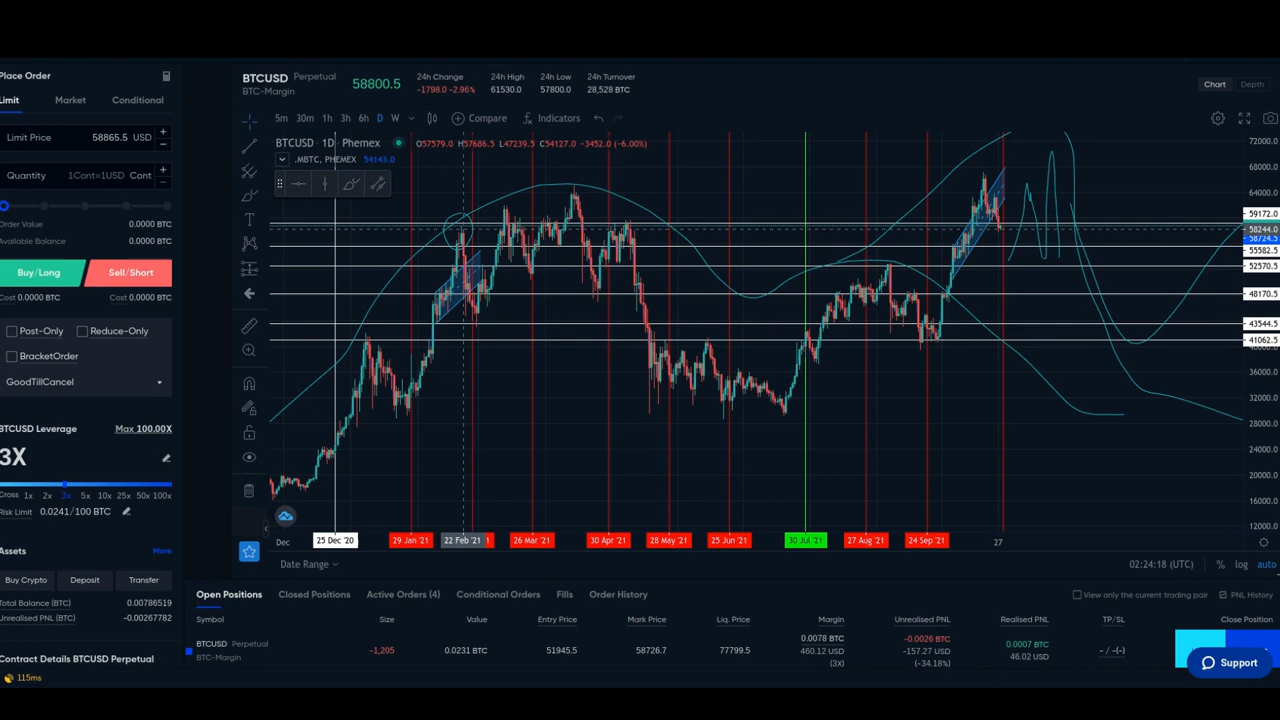 Place Order
Limit Market Conditional
Limit Price 58865.5 USD + −
Quantity 1Cont=1USD Cont + −
Order Value 0.0000 BTC
Available Balance 0.0000 BTC
Buy/Long Sell/Short
Cost 0.0000 BTC Cost 0.0000 BTC
Post-Only Reduce-Only
BracketOrder
GoodTillCancel
BTCUSD Leverage Max 100.00X
3X
Cross 1x 2x 3x 5x 10x 25x 50x 100x
Risk Limit 0.0241/100 BTC
Assets More
Buy Crypto Deposit Transfer
Total Balance (BTC) 0.00786519
Unrealised PNL (BTC) -0.00267782
Contract Details BTCUSD Perpetual
115ms
BTCUSD Perpetual
BTC-Margin
58800.5
24h Change 24h High 24h Low 24h Turnover
-1798.0 -2.96% 61530.0 57800.0 28,528 BTC
Chart Depth
5m 30m 1h 3h 6h D W Compare Indicators
BTCUSD · 1D · Phemex O57579.0 H57686.5 L47239.5 C54127.0 −3452.0 (−6.00%)
.MBTC, PHEMEX 54143.0
72000.0
68000.0
64000.0
59172.0
58244.0
58724.5
55582.5
52570.5
48170.5
43544.5
41062.5
36000.0
32000.0
28000.0
24000.0
20000.0
16000.0
12000.0
Dec 25 Dec '20 29 Jan '21 22 Feb '21 1 26 Mar '21 30 Apr '21 28 May '21 25 Jun '21 30 Jul '21 27 Aug '21 24 Sep '21 27
Date Range 02:24:18 (UTC) % log auto
Open Positions Closed Positions Active Orders (4) Conditional Orders Fills Order History View only the current trading pair PNL History
Symbol Size Value Entry Price Mark Price Liq. Price Margin Unrealised PNL Realised PNL TP/SL Close Position
BTCUSD Perpetual
BTC-Margin
-1,205 0.0231 BTC 51945.5 58726.7 77799.5
0.0078 BTC
460.12 USD
(3x)
-0.0026 BTC
-157.27 USD
(-34.18%)
0.0007 BTC
46.02 USD
-- / --(--)
Support